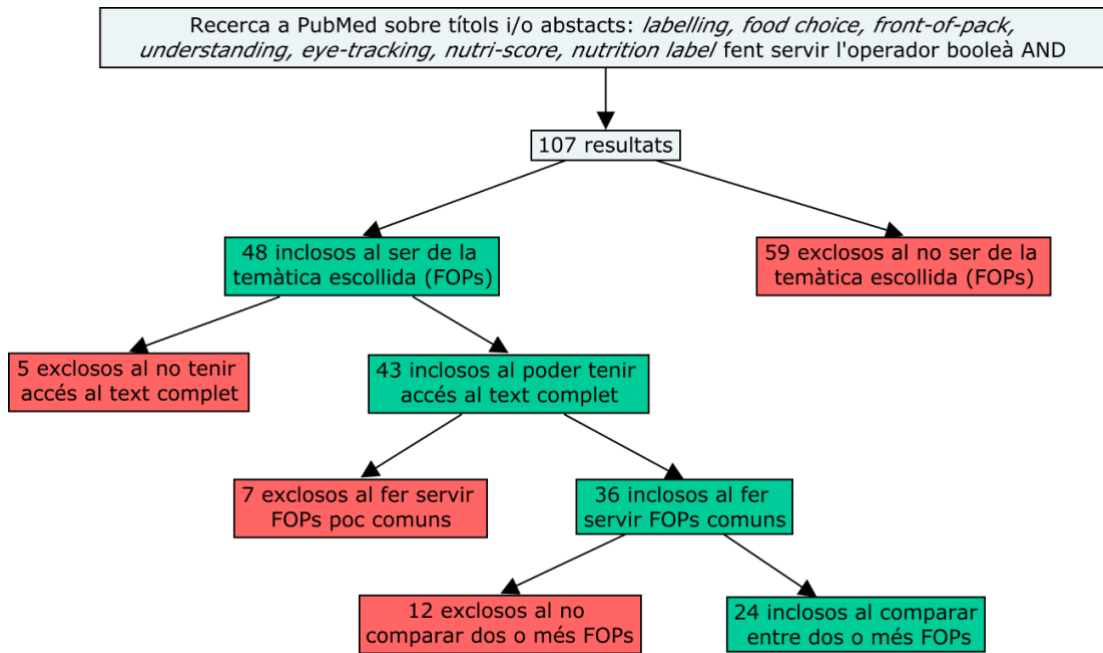 Recerca a PubMed sobre títols i/o abstacts: labelling, food choice, front-of-pack,
understanding, eye-tracking, nutri-score, nutrition label fent servir l'operador booleà AND
107 resultats
48 inclosos al ser de la
temàtica escollida (FOPs)
59 exclosos al no ser de la
temàtica escollida (FOPs)
5 exclosos al no tenir
accés al text complet
43 inclosos al poder tenir
accés al text complet
7 exclosos al fer servir
FOPs poc comuns
36 inclosos al fer
servir FOPs comuns
12 exclosos al no
comparar dos o més FOPs
24 inclosos al comparar
entre dos o més FOPs